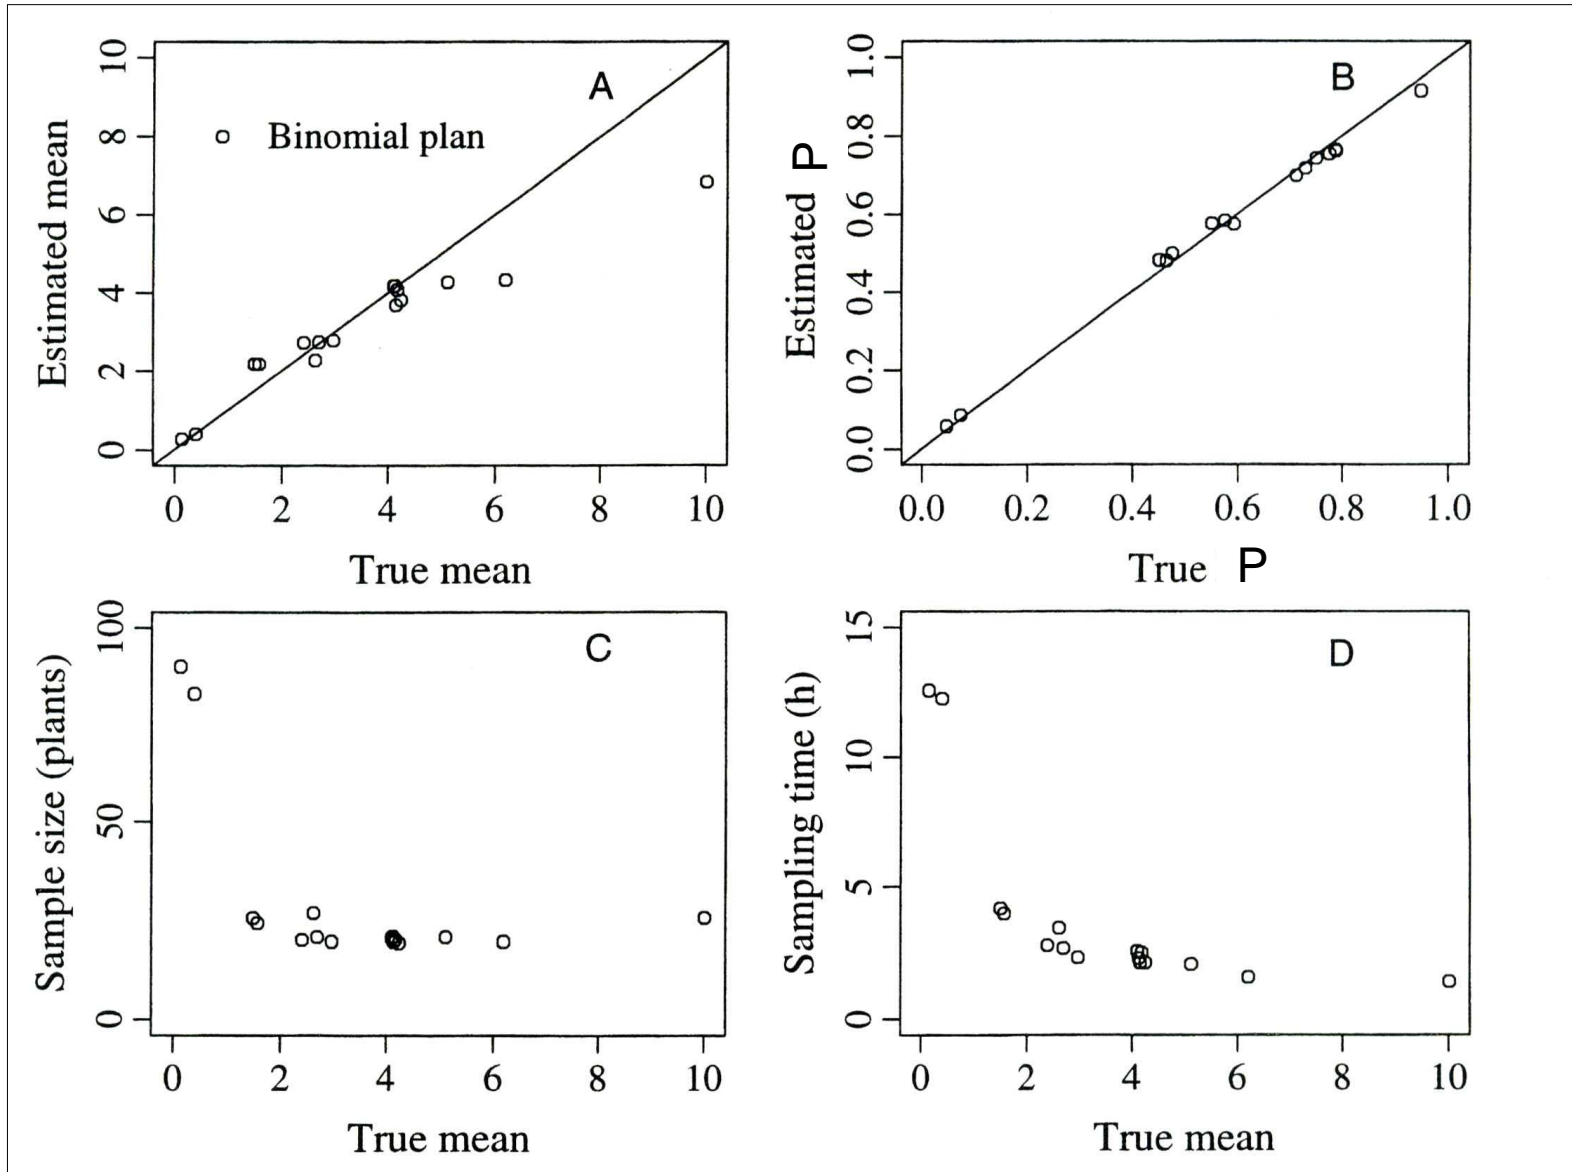 A
Binomial plan
Estimated mean
0 2 4 6 8 10
0 2 4 6 8 10
True mean
B
Estimated P
0.0 0.2 0.4 0.6 0.8 1.0
0.0 0.2 0.4 0.6 0.8 1.0
True P
C
Sample size (plants)
0 50 100
0 2 4 6 8 10
True mean
D
Sampling time (h)
0 5 10 15
0 2 4 6 8 10
True mean